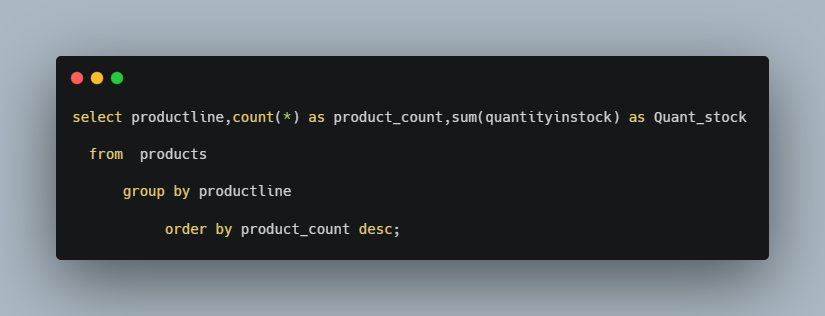 select productline,count(*) as product_count,sum(quantityinstock) as Quant_stock
from  products
group by productline
order by product_count desc;